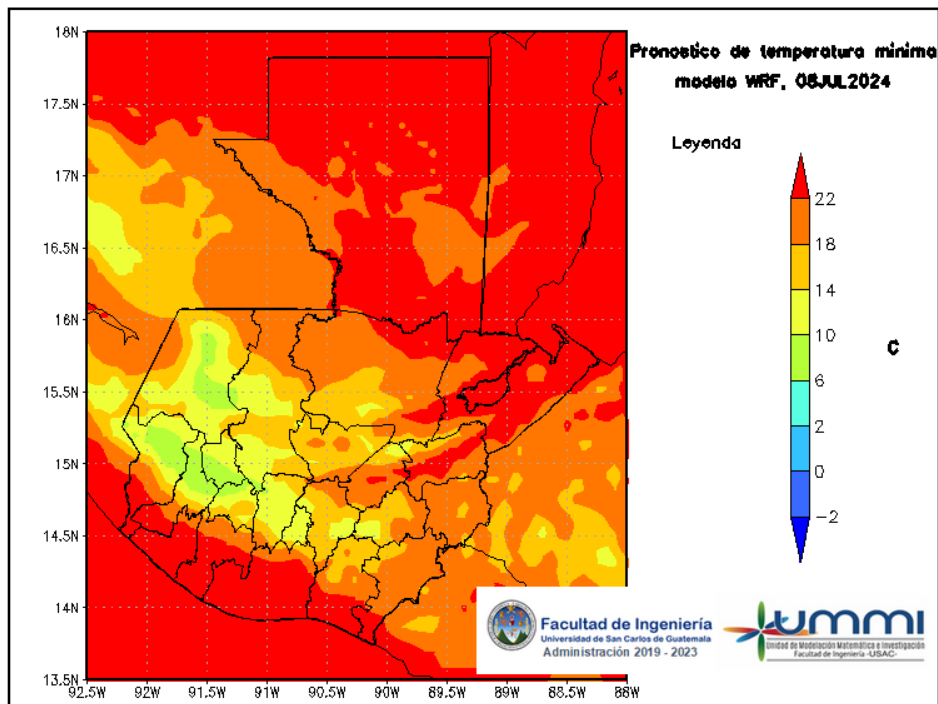 Pronostico de temperatura minima
modelo WRF, 08JUL2024
Leyenda
22
18
14
10
6
2
0
-2
C
18N
17.5N
17N
16.5N
16N
15.5N
15N
14.5N
14N
13.5N
92.5W 92W 91.5W 91W 90.5W 90W 89.5W 89W 88.5W 88W
Facultad de Ingeniería
Universidad de San Carlos de Guatemala
Administración 2019 - 2023
ummi
Unidad de Modelación Matemática e Investigación
Facultad de Ingeniería -USAC-